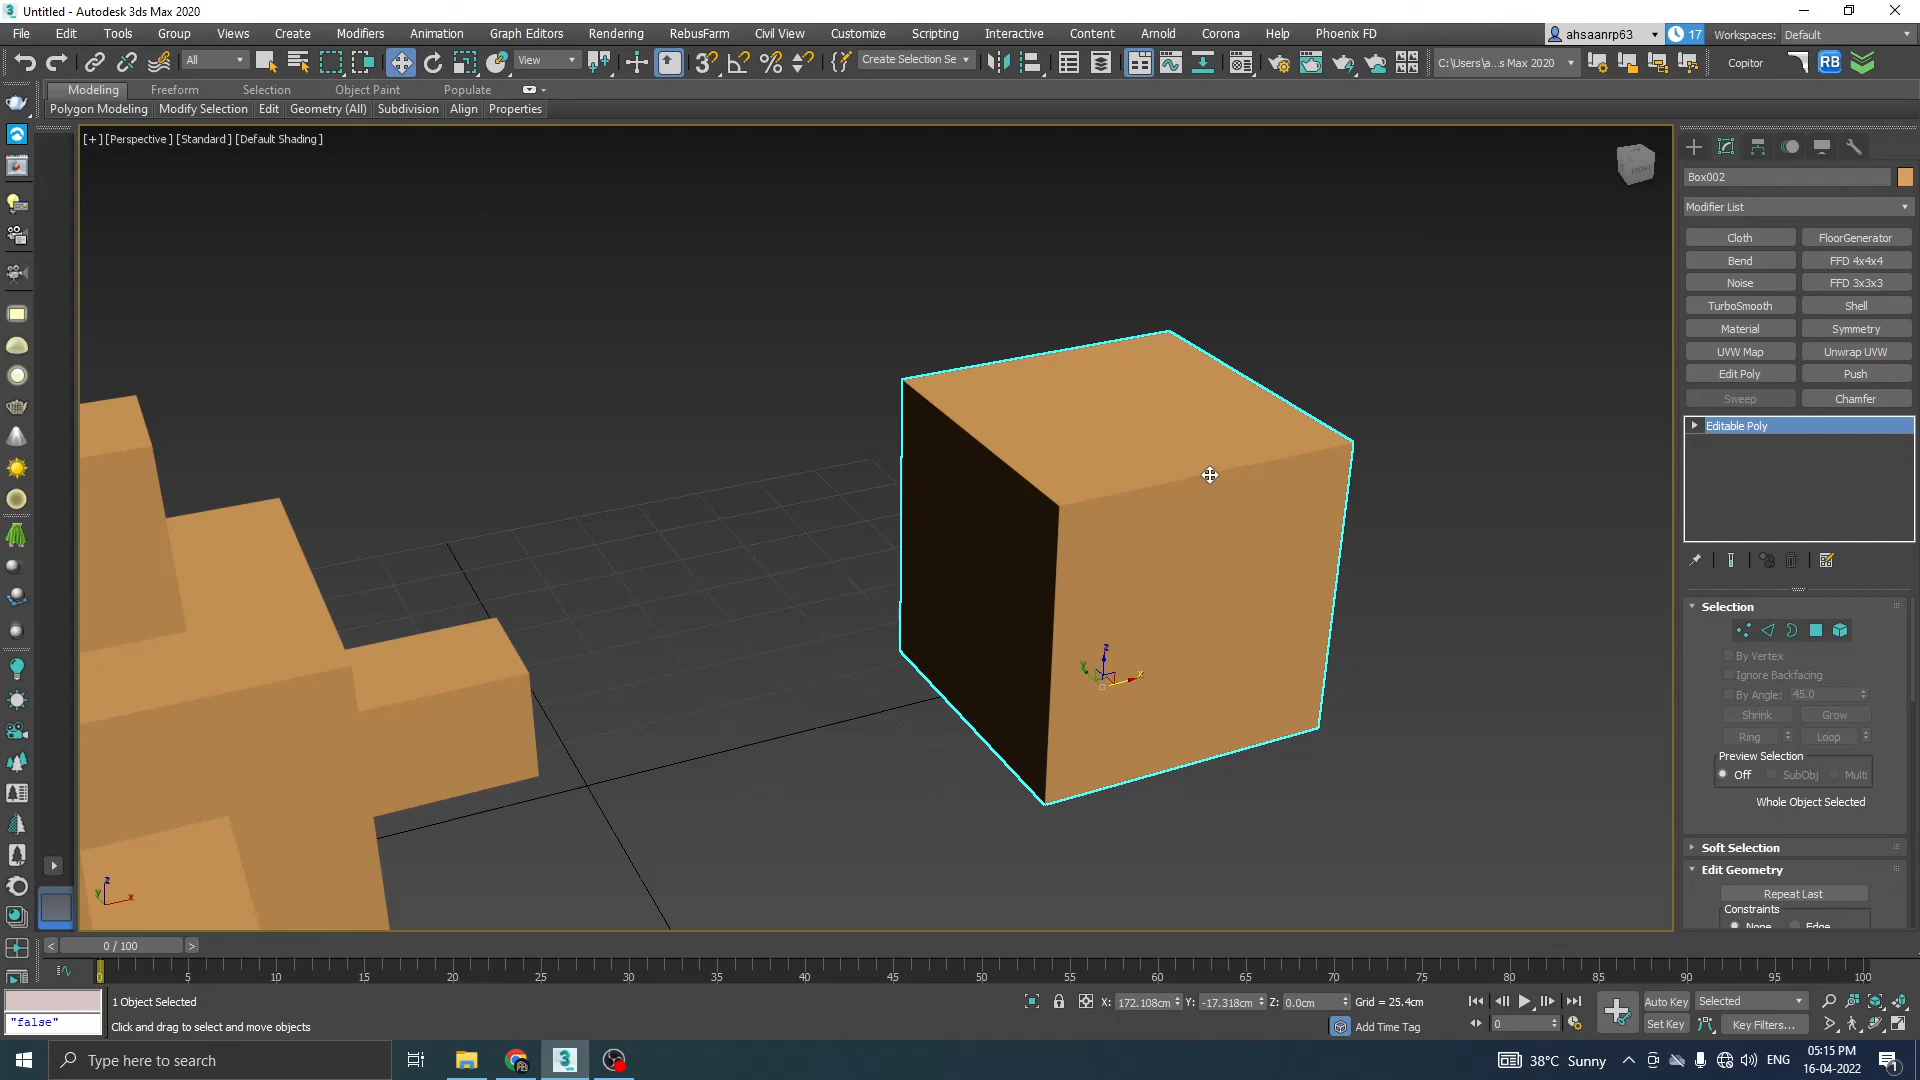 Untitled - Autodesk 3ds Max 2020
File Edit Tools Group Views Create Modifiers Animation Graph Editors Rendering RebusFarm Civil View Customize Scripting Interactive Content Arnold Corona Help Phoenix FD ahsaanrp63 17 Workspaces: Default
All View Create Selection Se C:\Users\a...s Max 2020 Copitor RB
Modeling Freeform Selection Object Paint Populate
Polygon Modeling Modify Selection Edit Geometry (All) Subdivision Align Properties
[+] [Perspective ] [Standard ] [Default Shading ]
FRONT
Box002
Modifier List
Cloth FloorGenerator
Bend FFD 4x4x4
Noise FFD 3x3x3
TurboSmooth Shell
Material Symmetry
UVW Map Unwrap UVW
Edit Poly Push
Sweep Chamfer
Editable Poly
Selection
By Vertex
Ignore Backfacing
By Angle: 45.0
Shrink Grow
Ring Loop
Preview Selection
Off SubObj Multi
Whole Object Selected
Soft Selection
Edit Geometry
Repeat Last
Constraints
None Edge
z
y
x
z
y
x
< 0 / 100 >
0 5 10 15 20 25 30 35 40 45 50 55 60 65 70 75 80 85 90 95 100
1 Object Selected X: 172.108cm Y: -17.318cm Z: 0.0cm Grid = 25.4cm Auto Key Selected
"false" Click and drag to select and move objects Add Time Tag 0 Set Key Key Filters...
Type here to search 38°C Sunny ENG 05:15 PM
16-04-2022 1